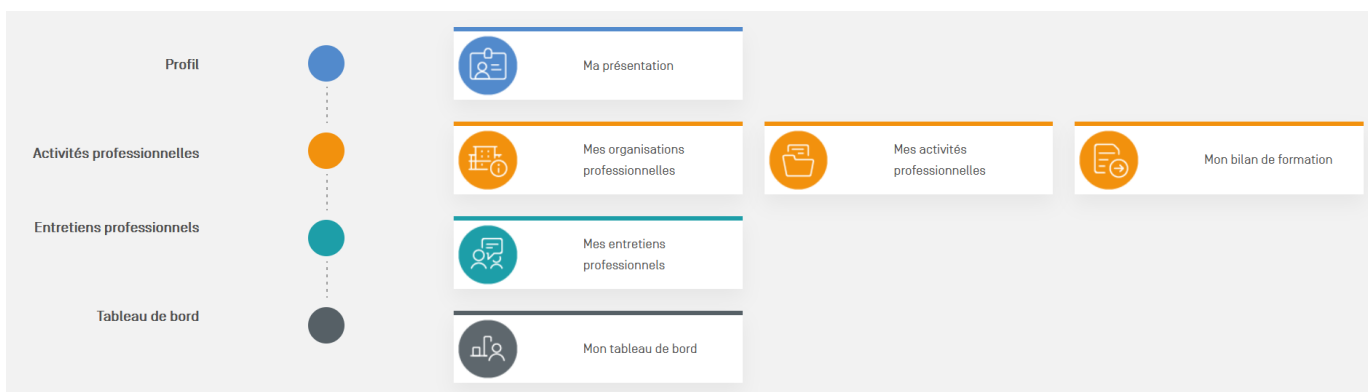 Profil
Ma présentation
Activités professionnelles
Mes organisations
professionnelles
Mes activités
professionnelles
Mon bilan de formation
Entretiens professionnels
Mes entretiens
professionnels
Tableau de bord
Mon tableau de bord